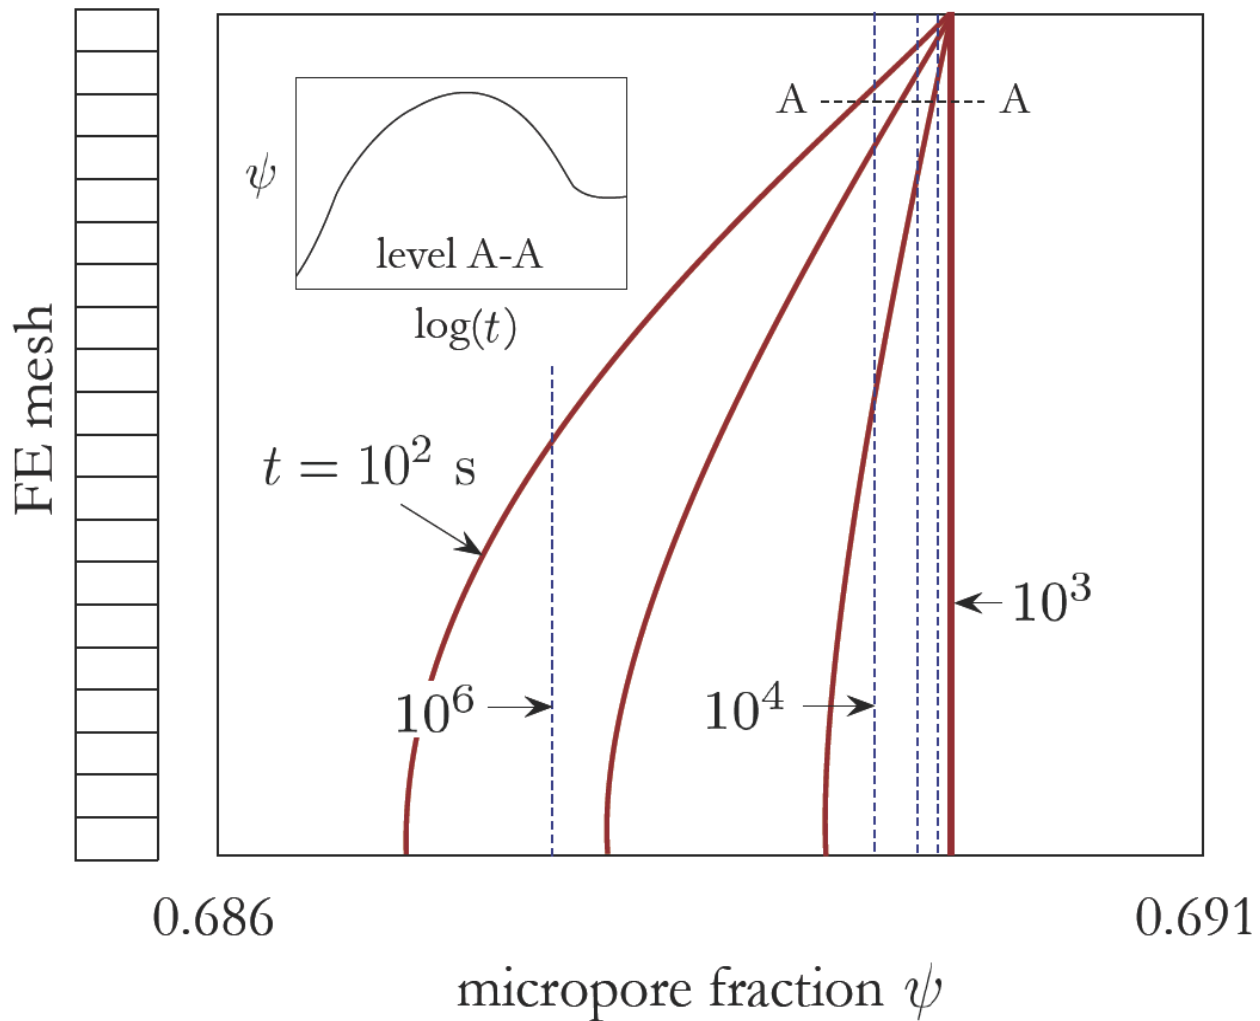 A
A
ψ
level A-A
log(t)
FE mesh
t = 10² s
10³
10⁶
10⁴
0.686
0.691
micropore fraction ψ